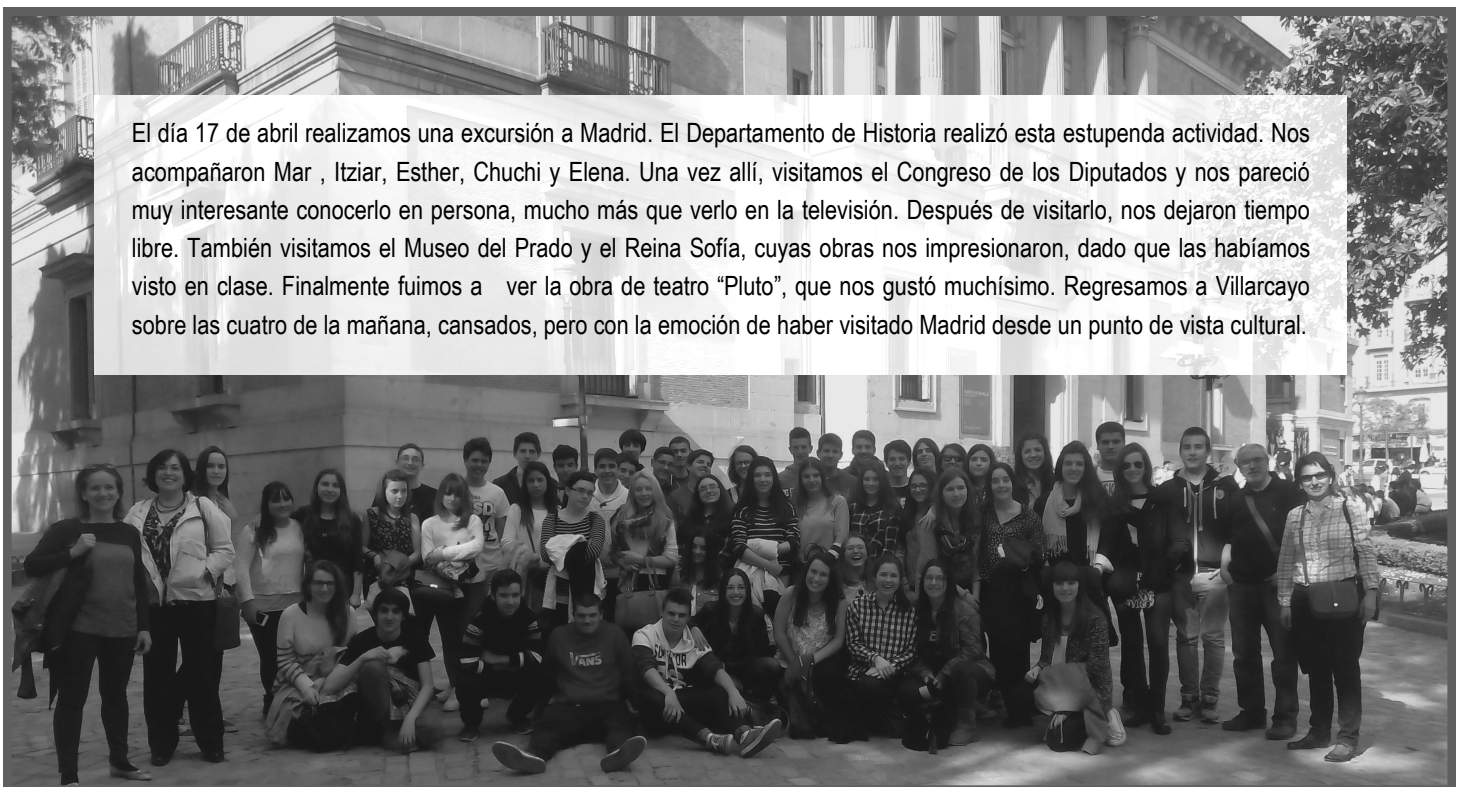 El día 17 de abril realizamos una excursión a Madrid. El Departamento de Historia realizó esta estupenda actividad. Nos
acompañaron Mar , Itziar, Esther, Chuchi y Elena. Una vez allí, visitamos el Congreso de los Diputados y nos pareció
muy interesante conocerlo en persona, mucho más que verlo en la televisión. Después de visitarlo, nos dejaron tiempo
libre. También visitamos el Museo del Prado y el Reina Sofía, cuyas obras nos impresionaron, dado que las habíamos
visto en clase. Finalmente fuimos a   ver la obra de teatro “Pluto”, que nos gustó muchísimo. Regresamos a Villarcayo
sobre las cuatro de la mañana, cansados, pero con la emoción de haber visitado Madrid desde un punto de vista cultural.
VANS